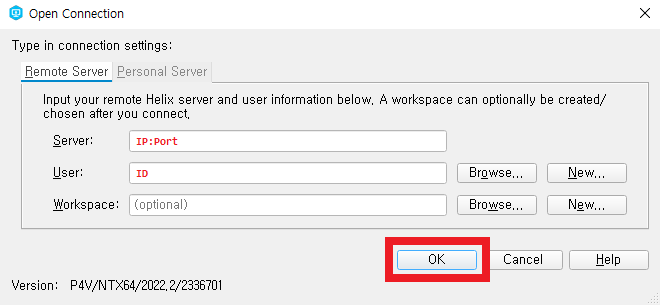 Open Connection
Type in connection settings:
Remote Server Personal Server
Input your remote Helix server and user information below. A workspace can optionally be created/
chosen after you connect.
Server: IP:Port
User: ID Browse... New...
Workspace: (optional) Browse... New...
OK Cancel Help
Version: P4V/NTX64/2022.2/2336701